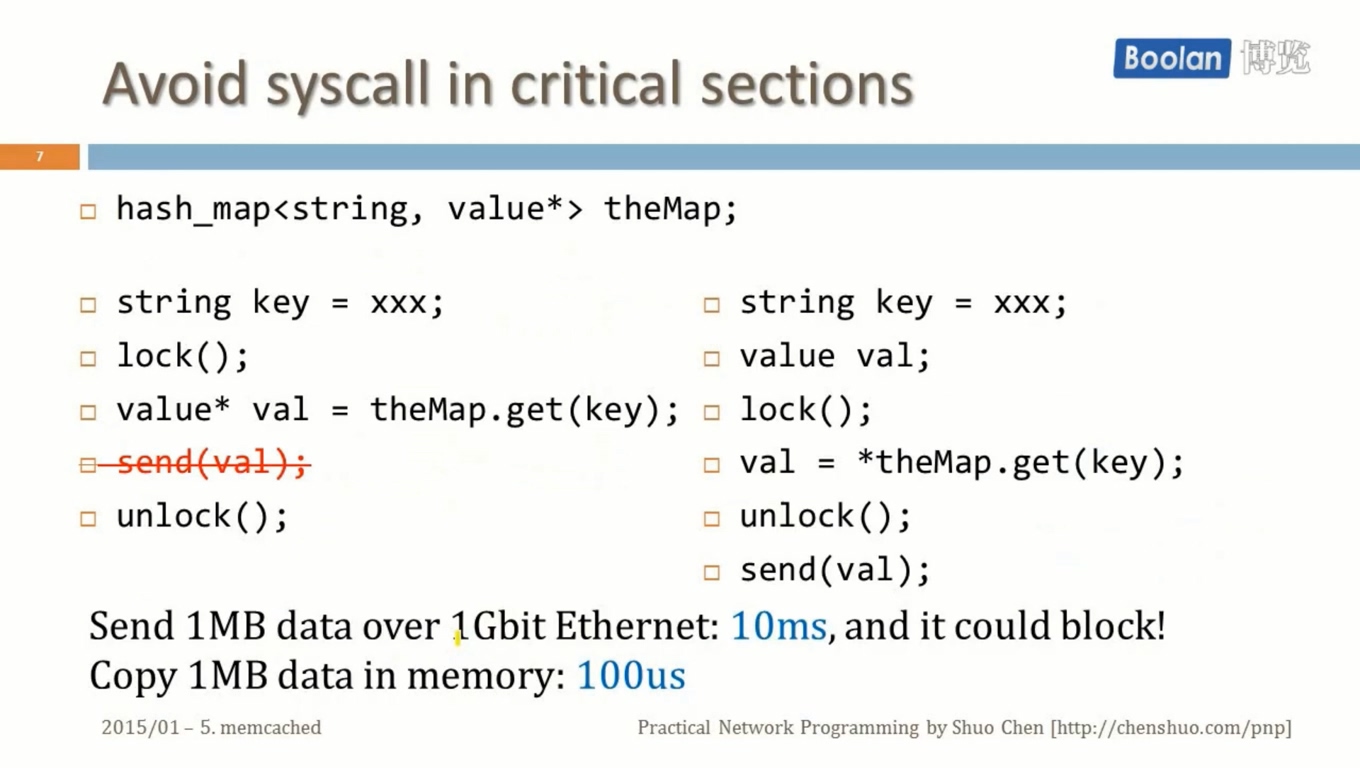 Avoid syscall in critical sections
Boolan 博览
7
hash_map<string, value*> theMap;
string key = xxx;
lock();
value* val = theMap.get(key);
send(val);
unlock();
string key = xxx;
value val;
lock();
val = *theMap.get(key);
unlock();
send(val);
Send 1MB data over 1Gbit Ethernet: 10ms, and it could block!
Copy 1MB data in memory: 100us
2015/01 – 5. memcached
Practical Network Programming by Shuo Chen [http://chenshuo.com/pnp]